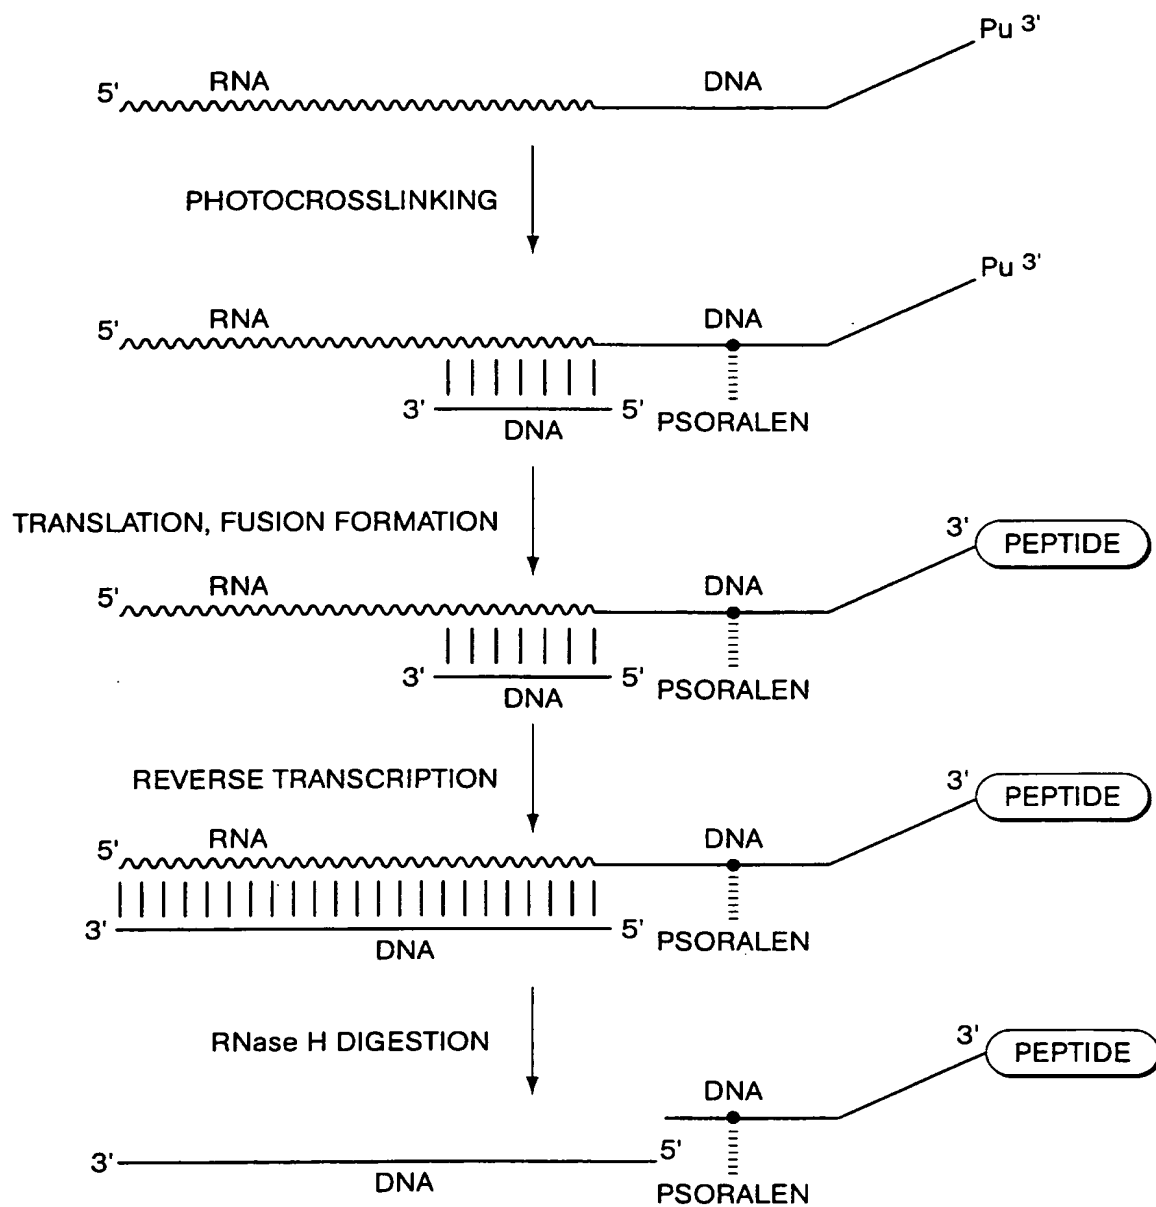 Pu 3'
5' RNA DNA
PHOTOCROSSLINKING
Pu 3'
5' RNA DNA
3' 5'
DNA PSORALEN
TRANSLATION, FUSION FORMATION
3' PEPTIDE
5' RNA DNA
3' 5'
DNA PSORALEN
REVERSE TRANSCRIPTION
3' PEPTIDE
5' RNA DNA
3' 5'
DNA PSORALEN
RNase H DIGESTION
3' PEPTIDE
DNA
3' 5'
DNA PSORALEN